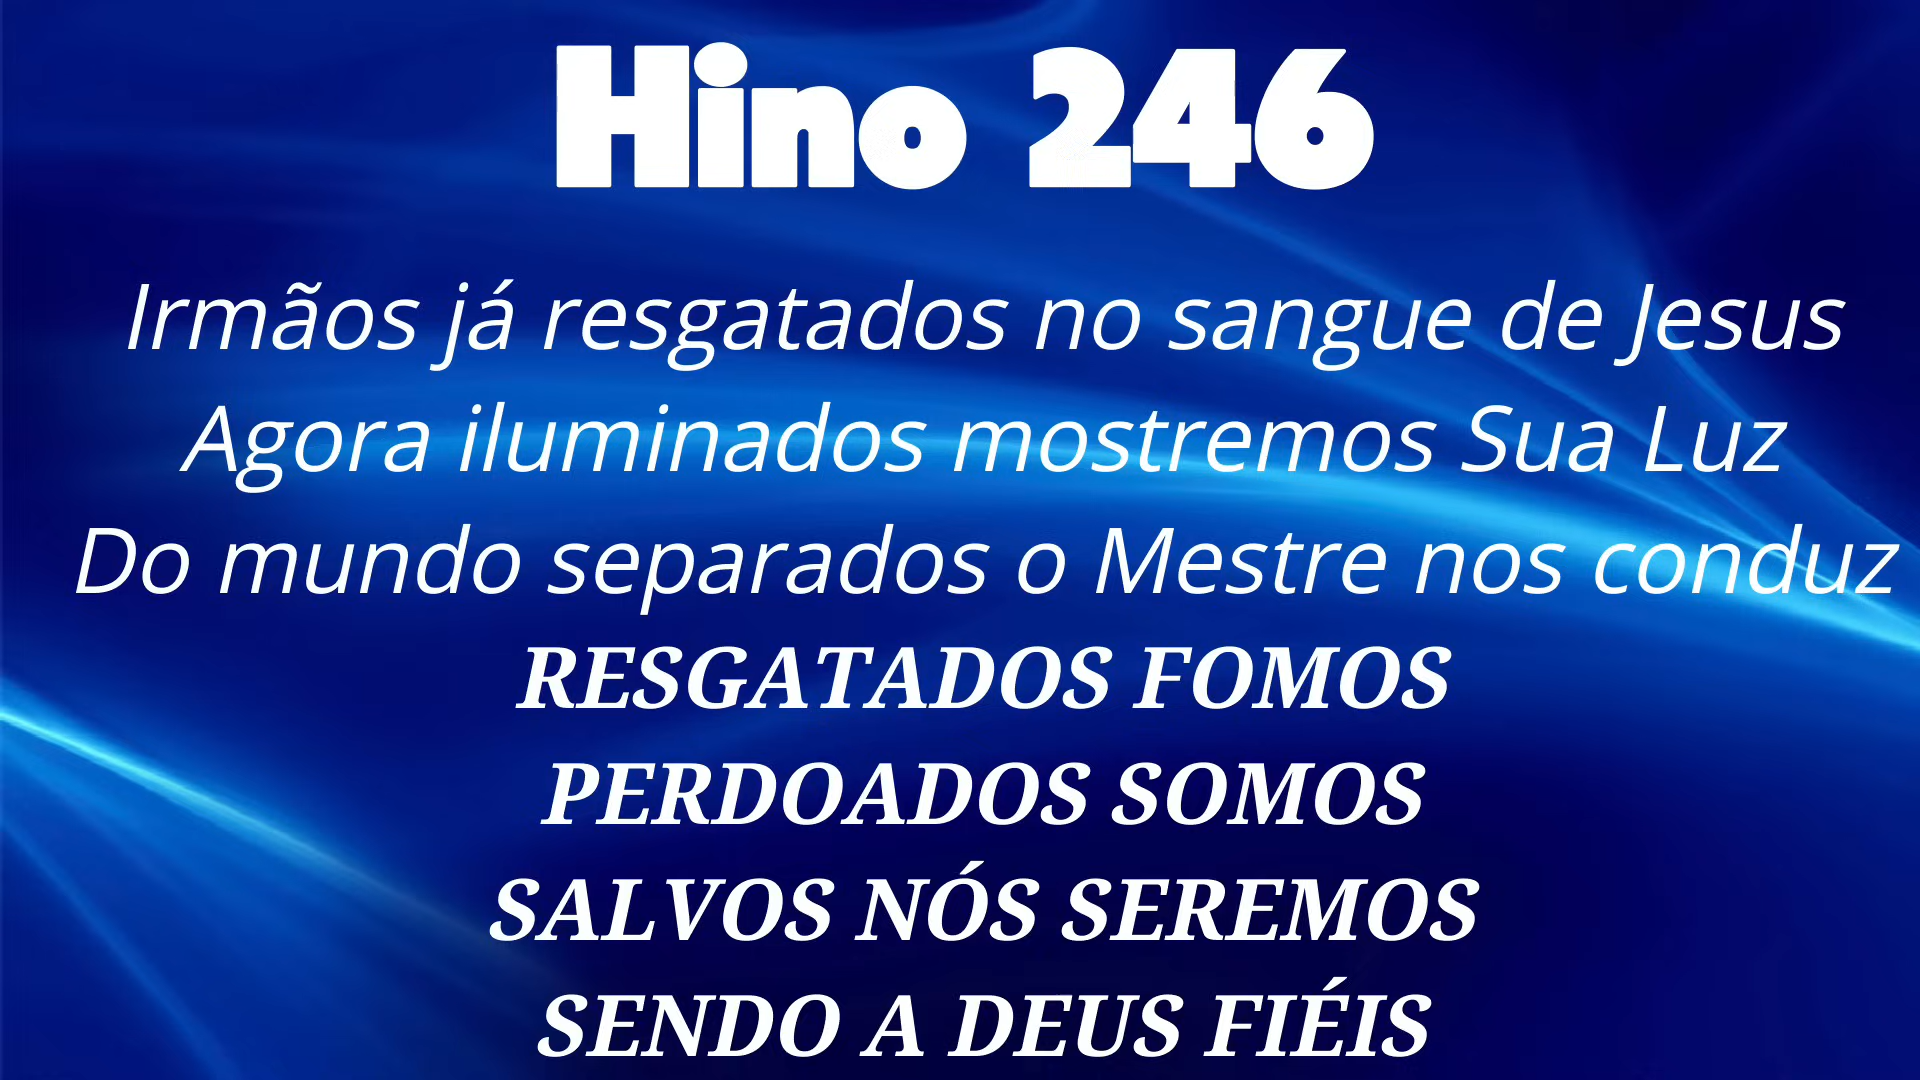 Hino 246
Irmãos já resgatados no sangue de Jesus
Agora iluminados mostremos Sua Luz
Do mundo separados o Mestre nos conduz
RESGATADOS FOMOS
PERDOADOS SOMOS
SALVOS NÓS SEREMOS
SENDO A DEUS FIÉIS